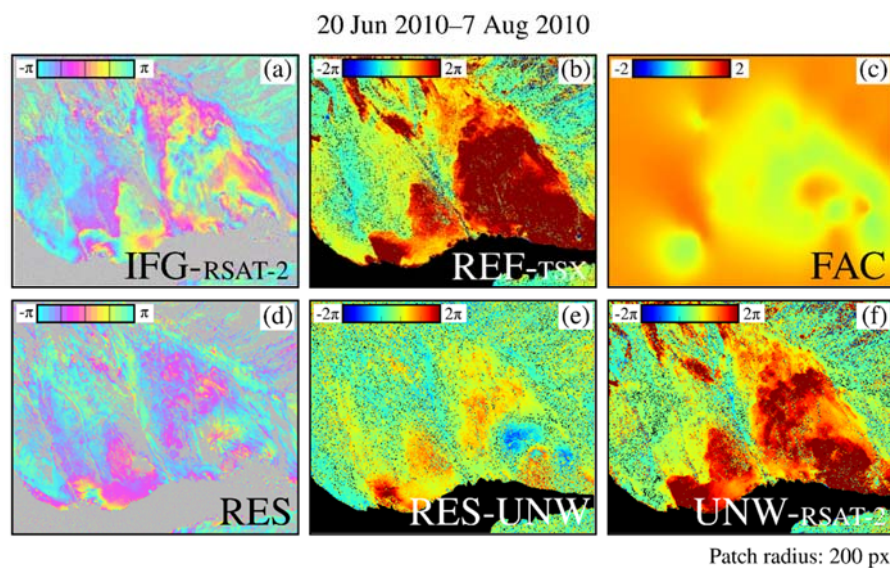 20 Jun 2010–7 Aug 2010
-π π (a)
IFG-RSAT-2
-2π 2π (b)
REF-TSX
-2 2 (c)
FAC
-π π (d)
RES
-2π 2π (e)
RES-UNW
-2π 2π (f)
UNW-RSAT-2
Patch radius: 200 px